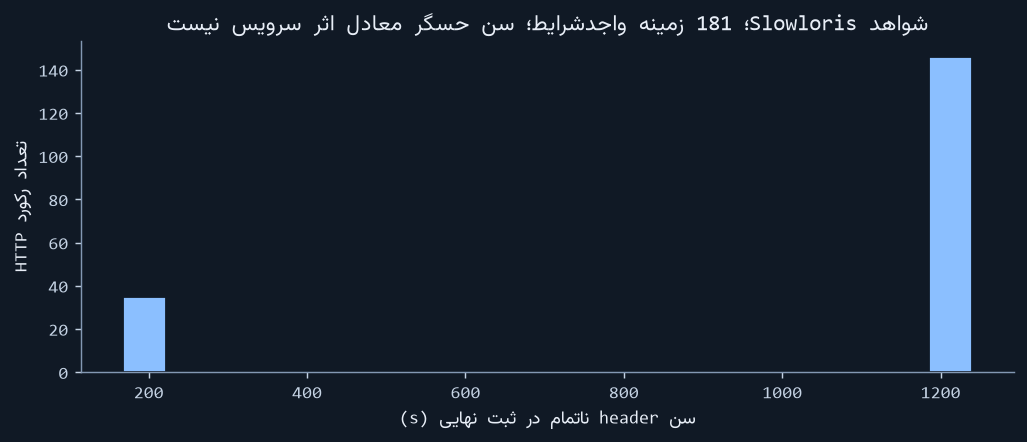 شواهد Slowloris؛ 181 زمینه واجدشرایط؛ سن حسگر معادل اثر سرویس نیست
تعداد رکورد HTTP
140
120
100
80
60
40
20
0
200 400 600 800 1000 1200
سن header ناتمام در ثبت نهایی (s)